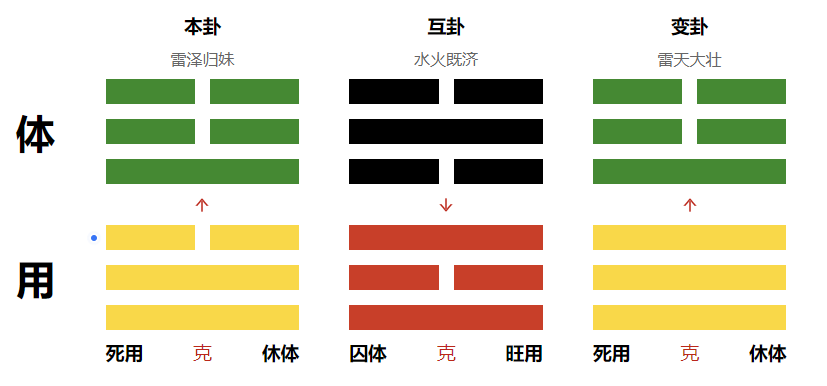 本卦 互卦 变卦
雷泽归妹 水火既济 雷天大壮
体
↑ ↓ ↑
用
死用 克 休体 囚体 克 旺用 死用 克 休体